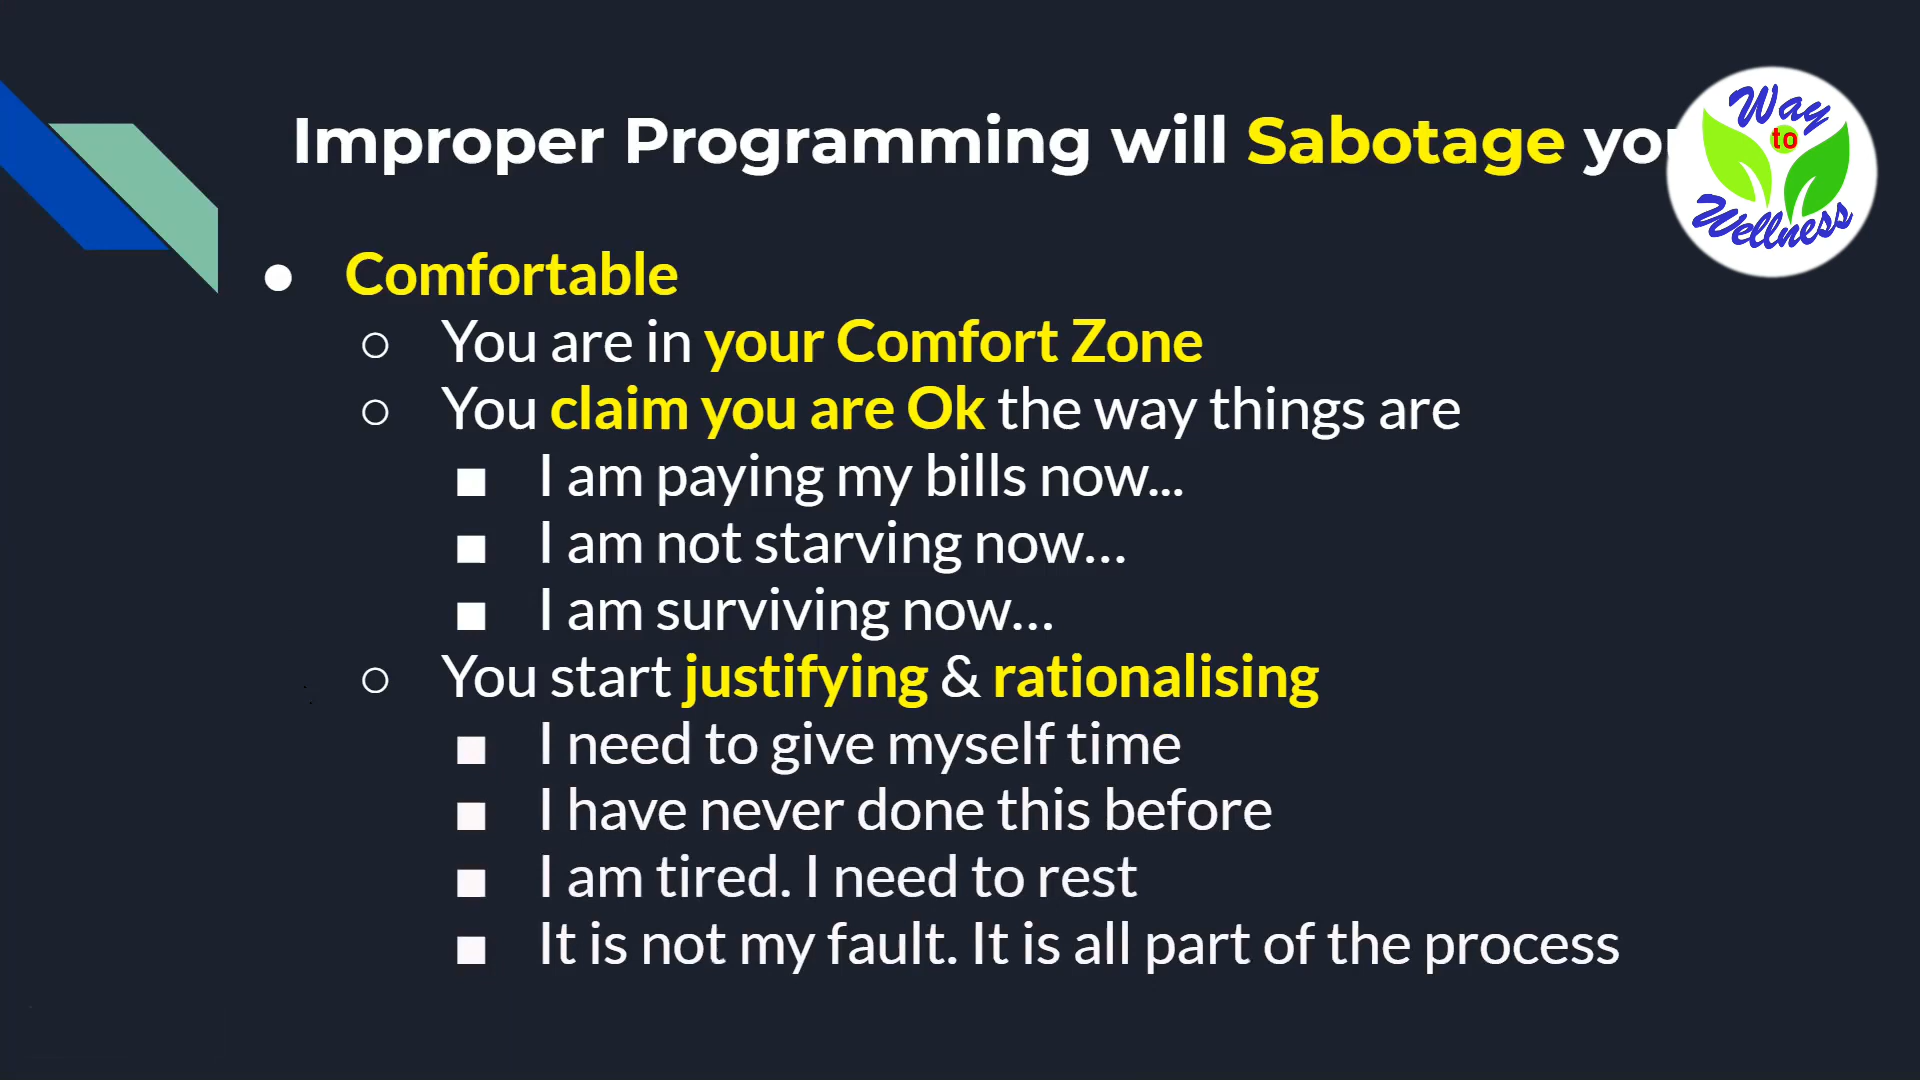 Improper Programming will Sabotage
Way
to
Wellness
● Comfortable
○ You are in your Comfort Zone
○ You claim you are Ok the way things are
■ I am paying my bills now...
■ I am not starving now…
■ I am surviving now…
○ You start justifying & rationalising
■ I need to give myself time
■ I have never done this before
■ I am tired. I need to rest
■ It is not my fault. It is all part of the process